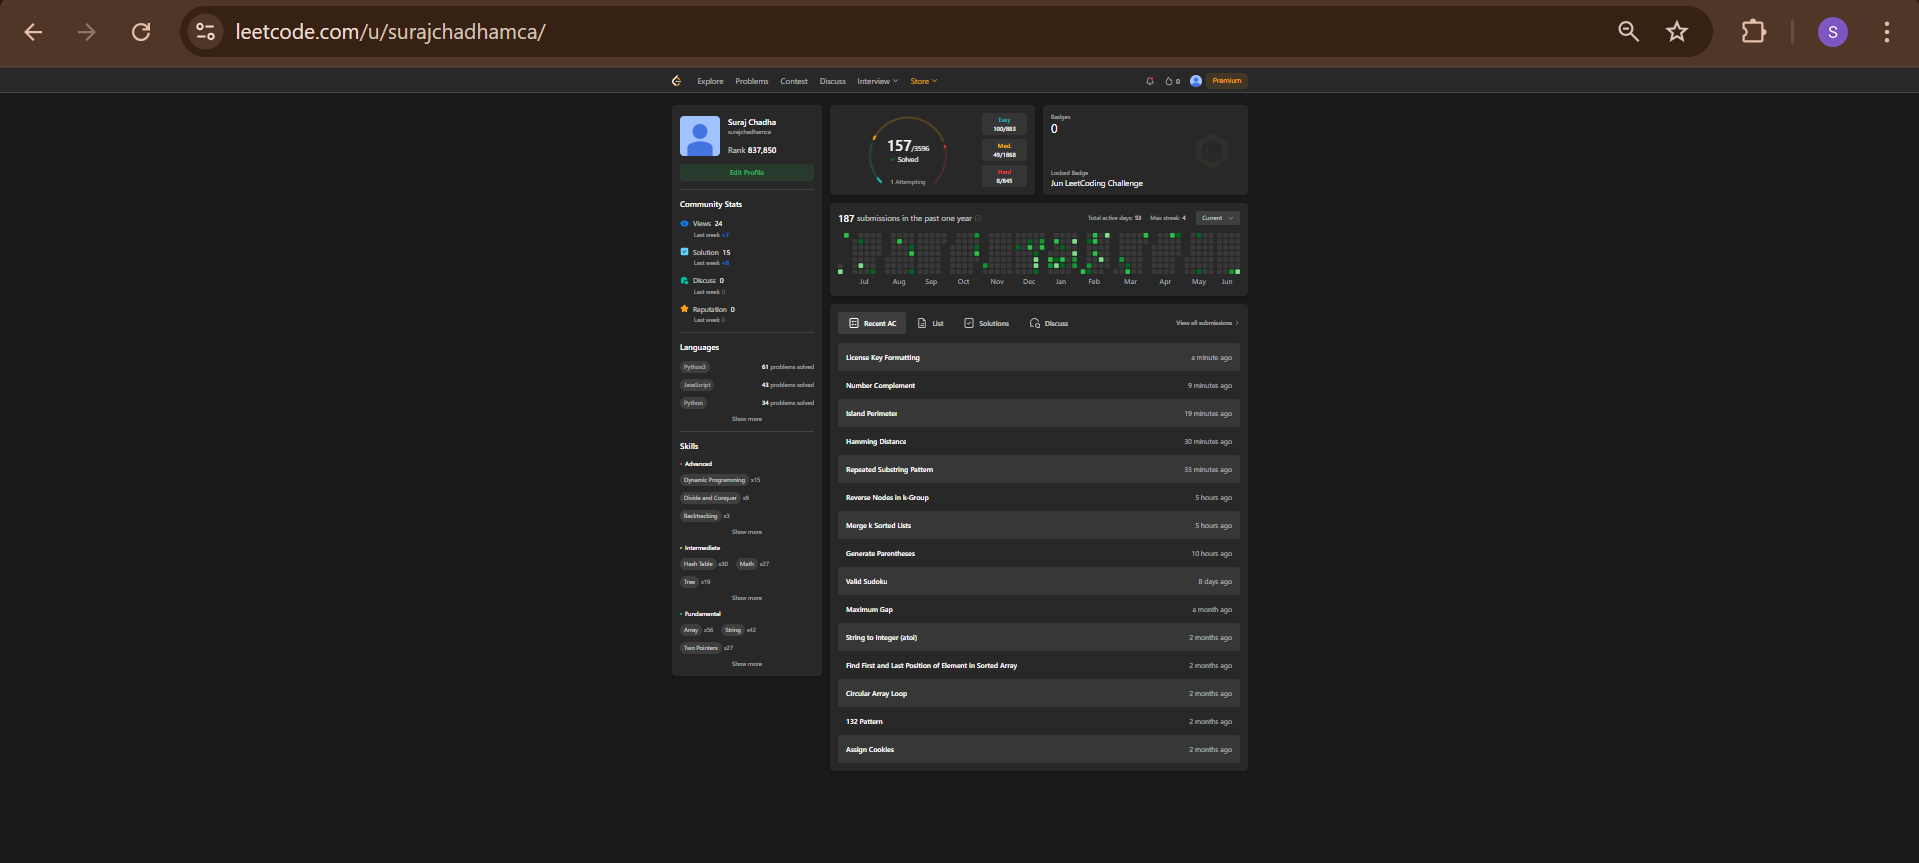 leetcode.com/u/surajchadhamca/
S
Explore Problems Contest Discuss Interview Store
0 Premium
Suraj Chadha
surajchadhamca
Rank 837,850
Edit Profile
Community Stats
Views 24
Last week +7
Solution 15
Last week +8
Discuss 0
Last week 0
Reputation 0
Last week 0
Languages
Python3 61 problems solved
JavaScript 43 problems solved
Python 34 problems solved
Show more
Skills
Advanced
Dynamic Programming x15
Divide and Conquer x9
Backtracking x3
Show more
Intermediate
Hash Table x30 Math x27
Tree x19
Show more
Fundamental
Array x56 String x42
Two Pointers x27
Show more
157/3596
Solved
1 Attempting
Easy
100/883
Med.
49/1868
Hard
8/845
Badges
0
Locked Badge
Jun LeetCoding Challenge
187 submissions in the past one year
Total active days: 53 Max streak: 4 Current
Jul Aug Sep Oct Nov Dec Jan Feb Mar Apr May Jun
Recent AC List Solutions Discuss View all submissions
License Key Formatting a minute ago
Number Complement 9 minutes ago
Island Perimeter 19 minutes ago
Hamming Distance 30 minutes ago
Repeated Substring Pattern 33 minutes ago
Reverse Nodes in k-Group 5 hours ago
Merge k Sorted Lists 5 hours ago
Generate Parentheses 10 hours ago
Valid Sudoku 8 days ago
Maximum Gap a month ago
String to Integer (atoi) 2 months ago
Find First and Last Position of Element in Sorted Array 2 months ago
Circular Array Loop 2 months ago
132 Pattern 2 months ago
Assign Cookies 2 months ago